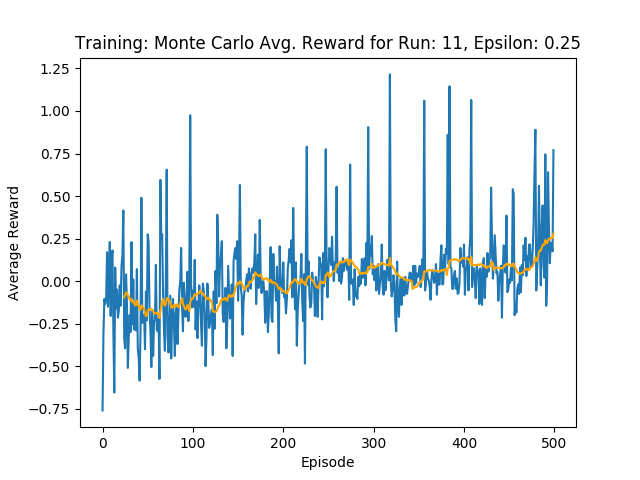 Training: Monte Carlo Avg. Reward for Run: 11, Epsilon: 0.25
1.25
1.00
0.75
0.50
0.25
0.00
−0.25
−0.50
−0.75
Average Reward
0 100 200 300 400 500
Episode